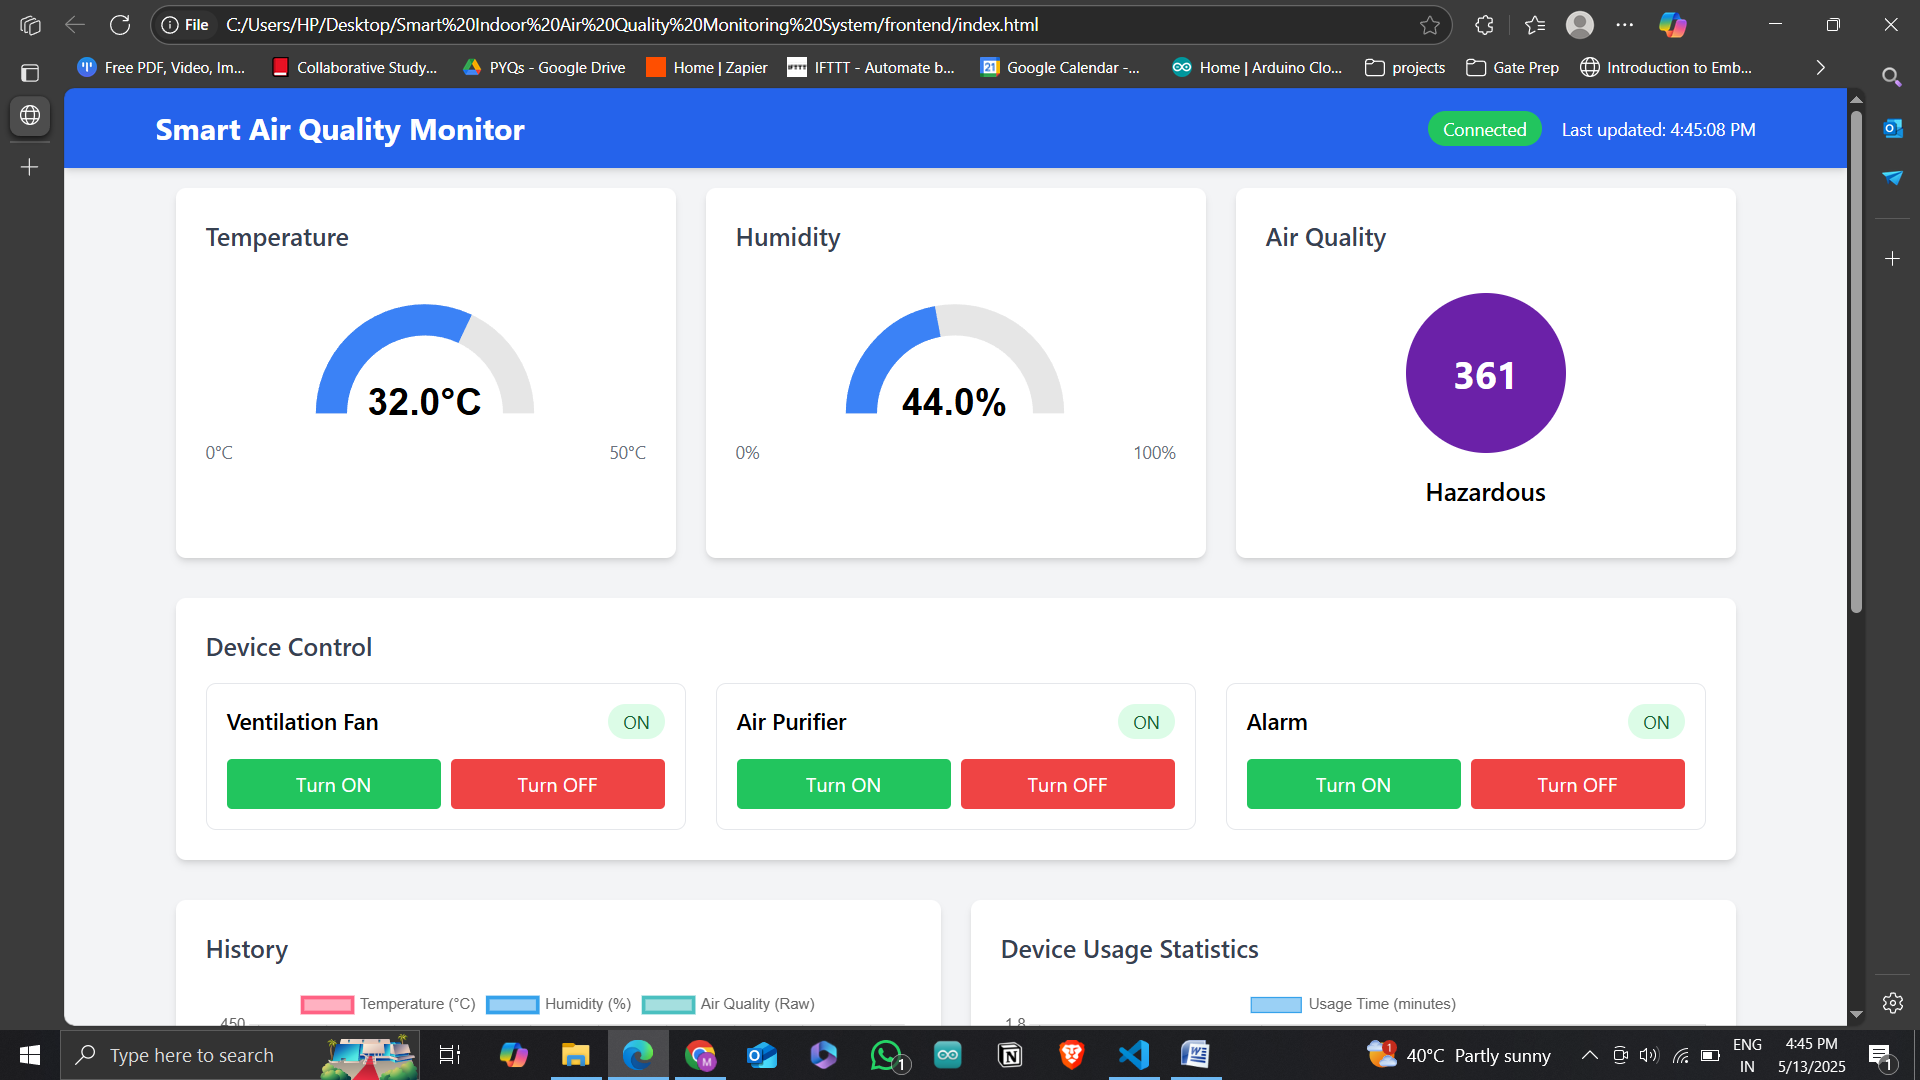 File C:/Users/HP/Desktop/Smart%20Indoor%20Air%20Quality%20Monitoring%20System/frontend/index.html
Free PDF, Video, Im... Collaborative Study... PYQs - Google Drive Home | Zapier IFTTT IFTTT - Automate b... 21 Google Calendar -... Home | Arduino Clo... projects Gate Prep Introduction to Emb...
Smart Air Quality Monitor Connected Last updated: 4:45:08 PM
Temperature Humidity Air Quality
32.0°C 44.0% 361
0°C 50°C 0% 100%
Hazardous
Device Control
Ventilation Fan ON Air Purifier ON Alarm ON
Turn ON Turn OFF Turn ON Turn OFF Turn ON Turn OFF
History Device Usage Statistics
Temperature (°C) Humidity (%) Air Quality (Raw) Usage Time (minutes)
450 1.8
Type here to search 1 1 40°C Partly sunny ENG 4:45 PM
IN 5/13/2025 1